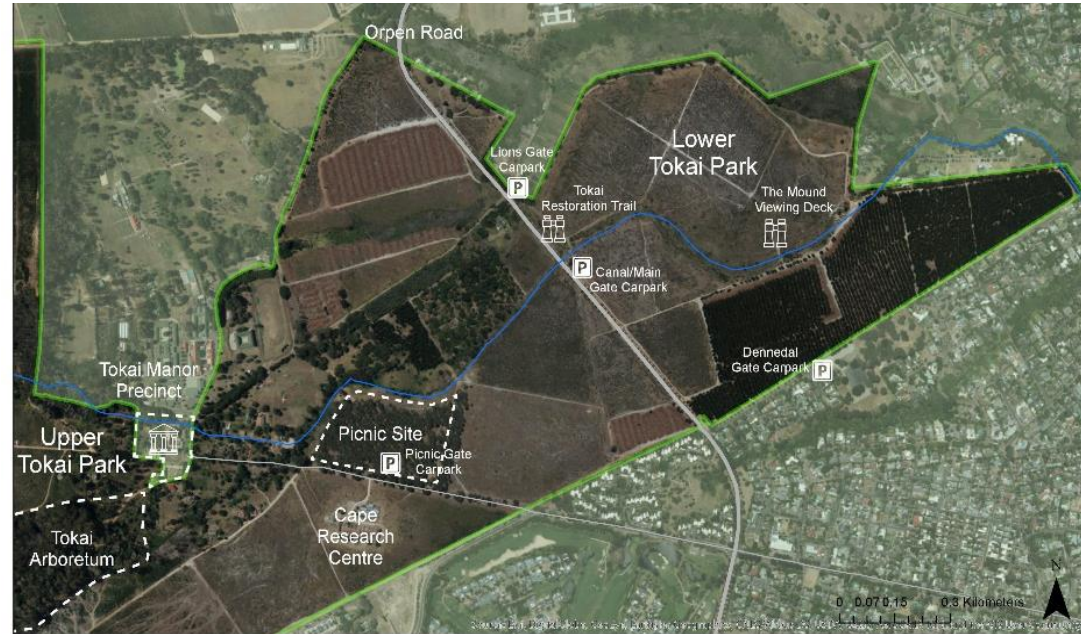 Orpen Road
Lions Gate
Carpark
P
Lower
Tokai Park
Tokai
Restoration Trail
The Mound
Viewing Deck
P
Canal/Main
Gate Carpark
Dennedal
Gate Carpark
P
Tokai Manor
Precinct
Upper
Tokai Park
Picnic Site
P
Picnic Gate
Carpark
Tokai
Arboretum
Cape
Research
Centre
N
0 0.07 0.15 0.3 Kilometers